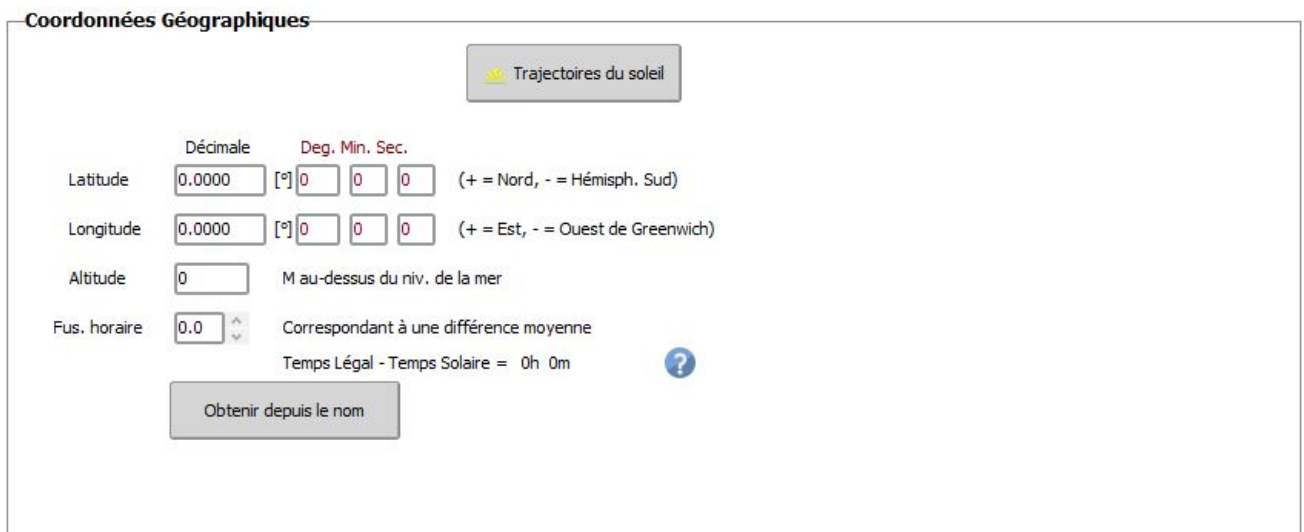 Coordonnées Géographiques
Trajectoires du soleil
Décimale Deg. Min. Sec.
Latitude 0.0000 [°] 0 0 0 (+ = Nord, - = Hémisph. Sud)
Longitude 0.0000 [°] 0 0 0 (+ = Est, - = Ouest de Greenwich)
Altitude 0 M au-dessus du niv. de la mer
Fus. horaire 0.0 Correspondant à une différence moyenne
Temps Légal - Temps Solaire = 0h 0m ?
Obtenir depuis le nom